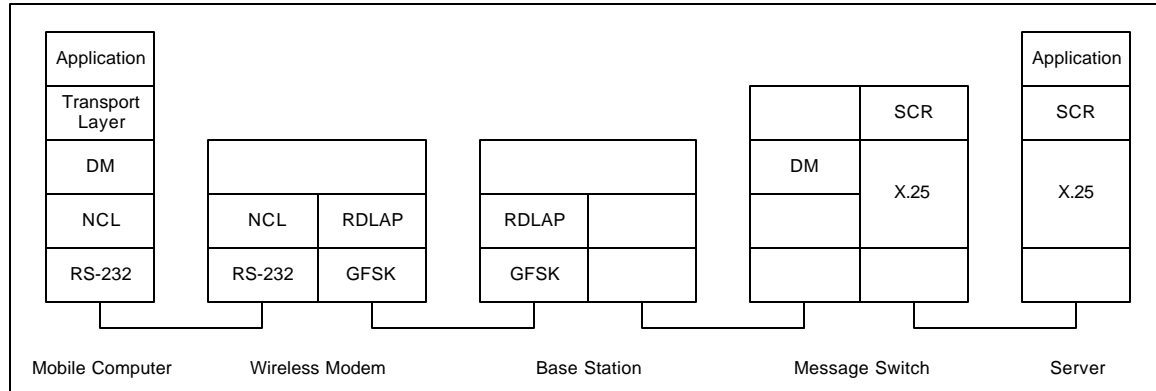 Application
Transport
Layer
DM
NCL
RS-232
NCL
RDLAP
RS-232
GFSK
RDLAP
GFSK
SCR
DM
X.25
Application
SCR
X.25
Mobile Computer
Wireless Modem
Base Station
Message Switch
Server